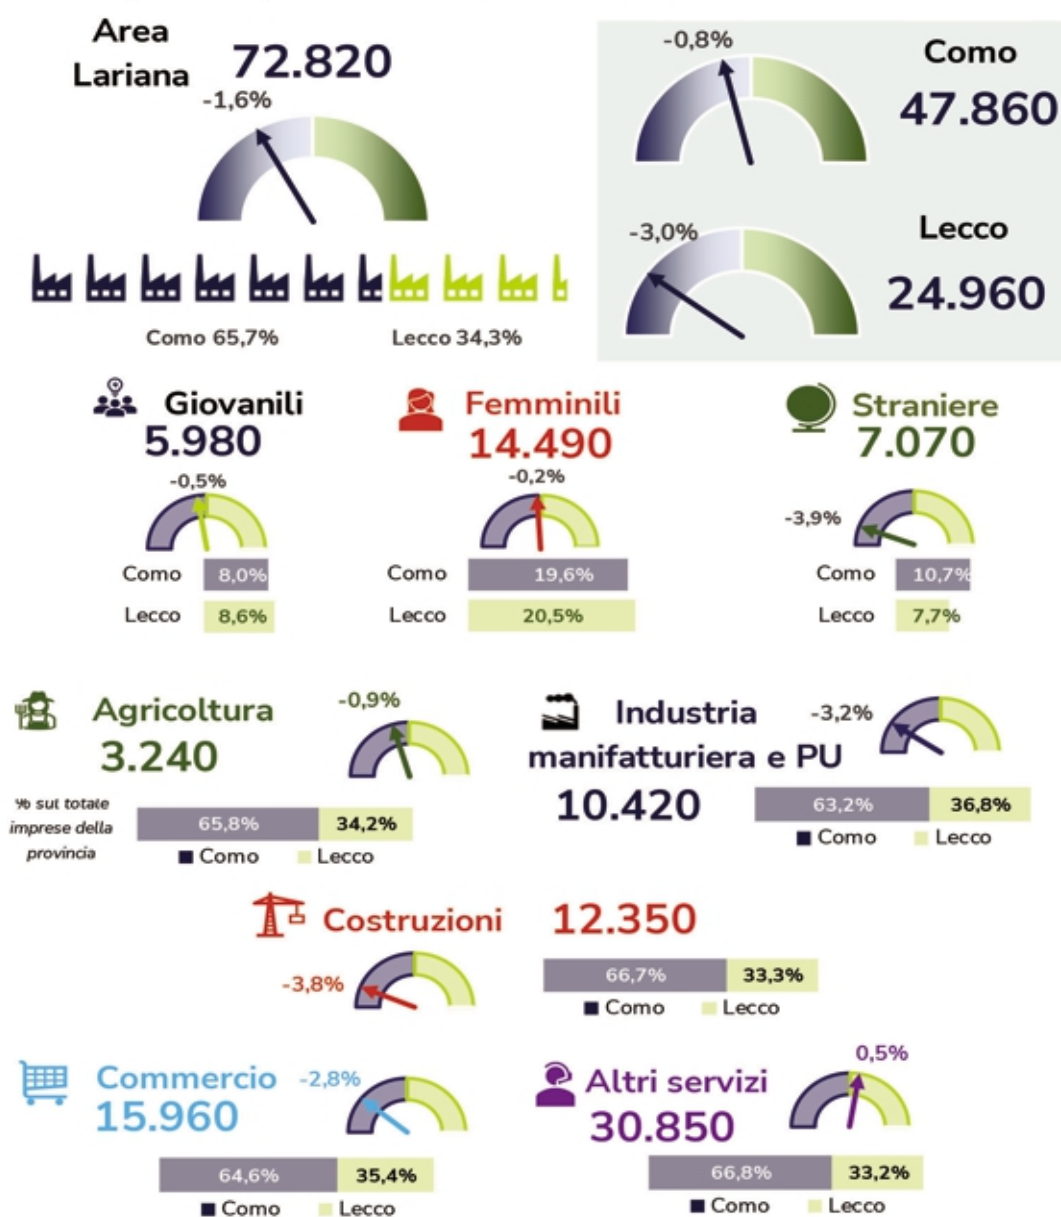 Area
Lariana
72.820
-1,6%
Como 65,7%
Lecco 34,3%
-0,8%
Como
47.860
-3,0%
Lecco
24.960
Giovanili
5.980
-0,5%
Como 8,0%
Lecco 8,6%
Femminili
14.490
-0,2%
Como 19,6%
Lecco 20,5%
Straniere
7.070
-3,9%
Como 10,7%
Lecco 7,7%
Agricoltura
3.240
-0,9%
% sul totale
imprese della
provincia
65,8% 34,2%
Como Lecco
Industria
manifatturiera e PU
10.420
-3,2%
63,2% 36,8%
Como Lecco
Costruzioni 12.350
-3,8%
66,7% 33,3%
Como Lecco
Commercio
15.960
-2,8%
64,6% 35,4%
Como Lecco
Altri servizi
30.850
0,5%
66,8% 33,2%
Como Lecco